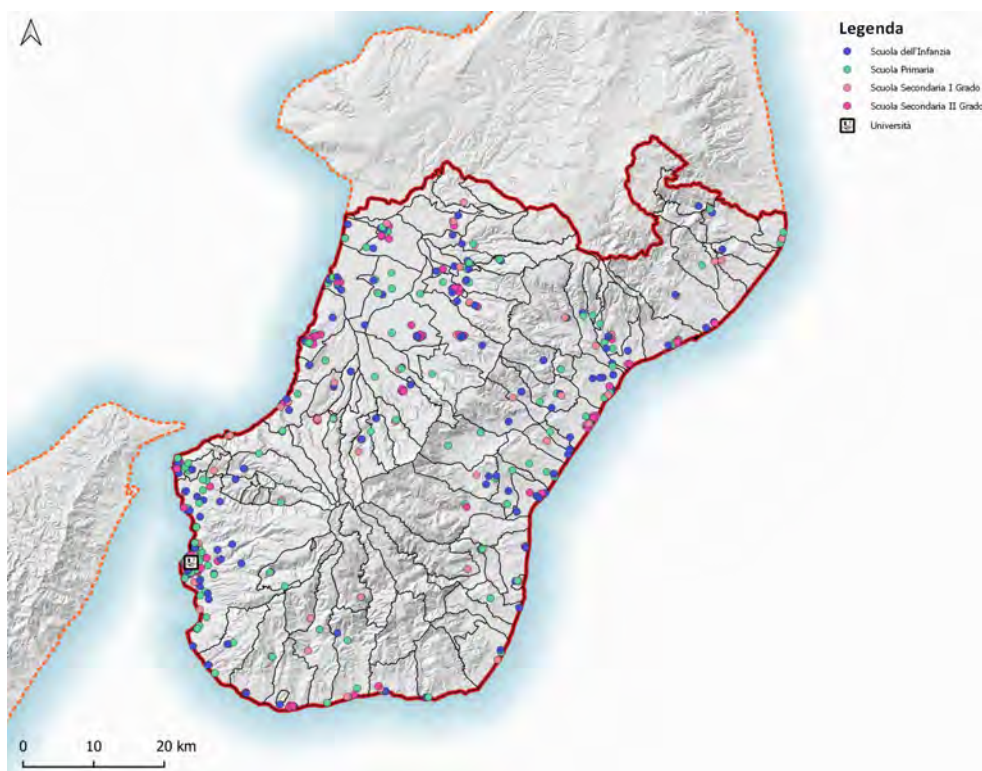 Legenda
Scuola dell'Infanzia
Scuola Primaria
Scuola Secondaria I Grado
Scuola Secondaria II Grado
Università
0 10 20 km